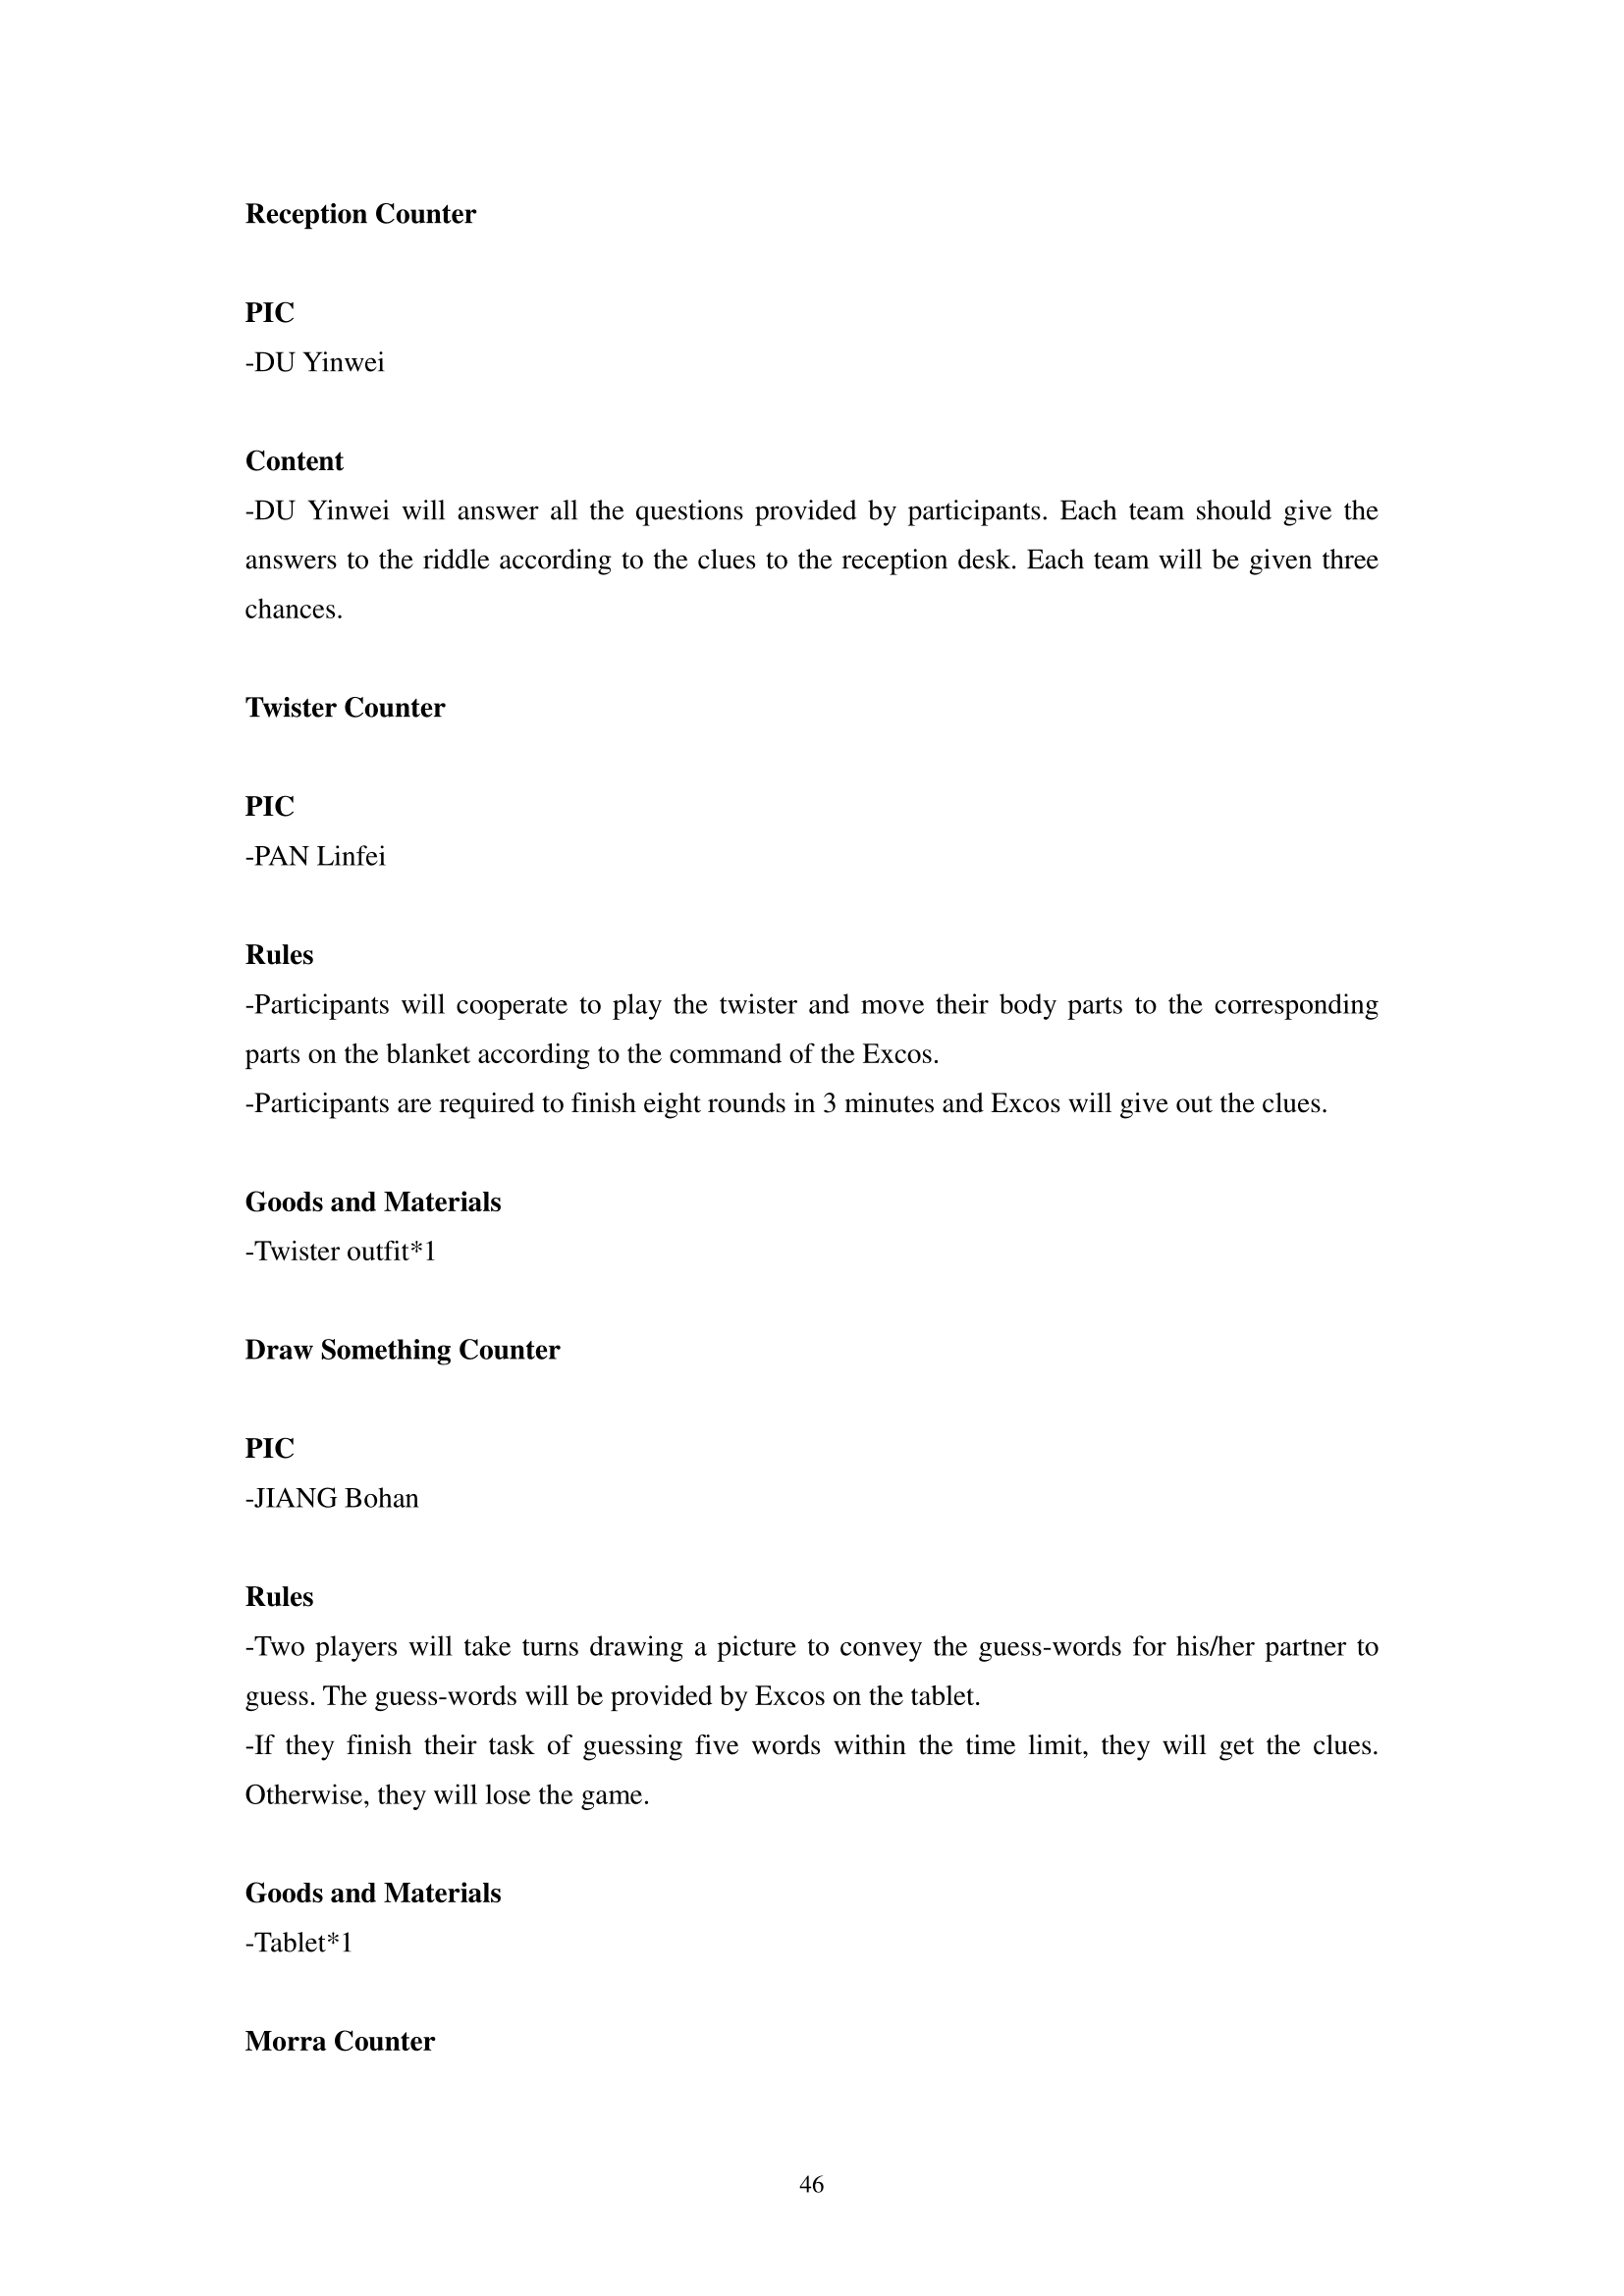 Reception Counter
PIC
-DU Yinwei
Content
-DU Yinwei will answer all the questions provided by participants. Each team should give the
answers to the riddle according to the clues to the reception desk. Each team will be given three
chances.
Twister Counter
PIC
-PAN Linfei
Rules
-Participants will cooperate to play the twister and move their body parts to the corresponding
parts on the blanket according to the command of the Excos.
-Participants are required to finish eight rounds in 3 minutes and Excos will give out the clues.
Goods and Materials
-Twister outfit*1
Draw Something Counter
PIC
-JIANG Bohan
Rules
-Two players will take turns drawing a picture to convey the guess-words for his/her partner to
guess. The guess-words will be provided by Excos on the tablet.
-If they finish their task of guessing five words within the time limit, they will get the clues.
Otherwise, they will lose the game.
Goods and Materials
-Tablet*1
Morra Counter
46